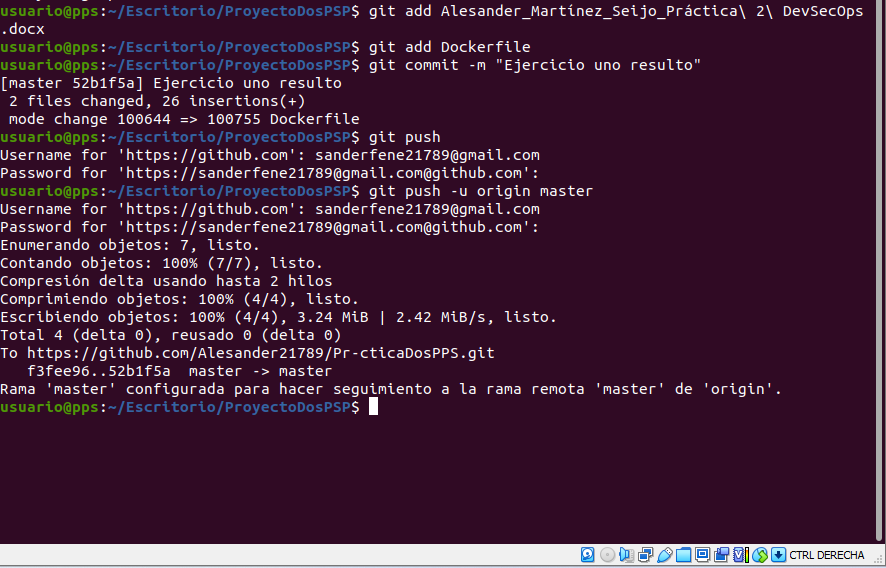 usuario@pps:~/Escritorio/ProyectoDosPSP$ git add Alesander_Martinez_Seijo_Práctica\ 2\ DevSecOps
.docx
usuario@pps:~/Escritorio/ProyectoDosPSP$ git add Dockerfile
usuario@pps:~/Escritorio/ProyectoDosPSP$ git commit -m "Ejercicio uno resulto"
[master 52b1f5a] Ejercicio uno resulto
 2 files changed, 26 insertions(+)
 mode change 100644 => 100755 Dockerfile
usuario@pps:~/Escritorio/ProyectoDosPSP$ git push
Username for 'https://github.com': sanderfene21789@gmail.com
Password for 'https://sanderfene21789@gmail.com@github.com':
usuario@pps:~/Escritorio/ProyectoDosPSP$ git push -u origin master
Username for 'https://github.com': sanderfene21789@gmail.com
Password for 'https://sanderfene21789@gmail.com@github.com':
Enumerando objetos: 7, listo.
Contando objetos: 100% (7/7), listo.
Compresión delta usando hasta 2 hilos
Comprimiendo objetos: 100% (4/4), listo.
Escribiendo objetos: 100% (4/4), 3.24 MiB | 2.42 MiB/s, listo.
Total 4 (delta 0), reusado 0 (delta 0)
To https://github.com/Alesander21789/Pr-cticaDosPPS.git
   f3fee96..52b1f5a  master -> master
Rama 'master' configurada para hacer seguimiento a la rama remota 'master' de 'origin'.
usuario@pps:~/Escritorio/ProyectoDosPSP$
CTRL DERECHA